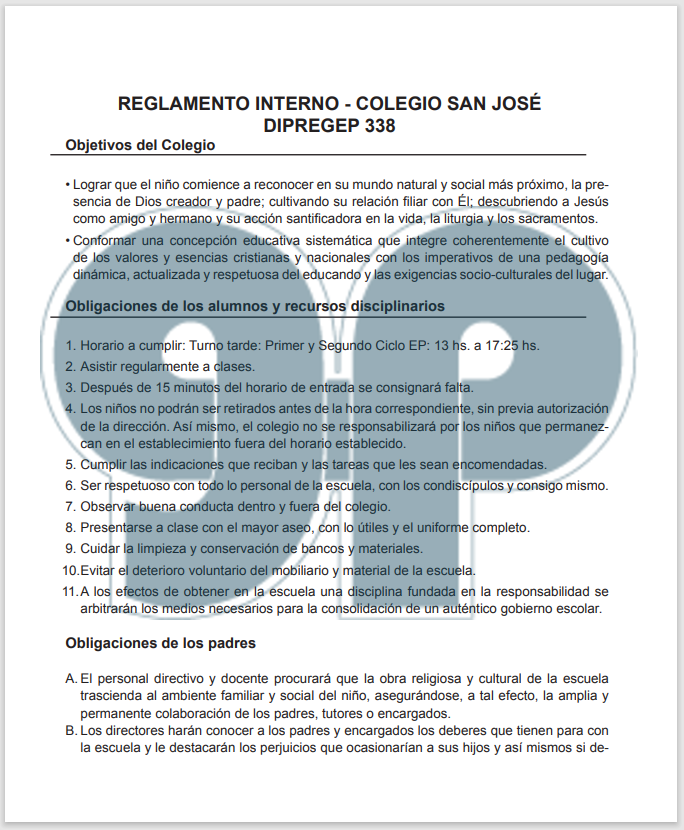 REGLAMENTO INTERNO - COLEGIO SAN JOSÉ
DIPREGEP 338
Objetivos del Colegio
• Lograr que el niño comience a reconocer en su mundo natural y social más próximo, la pre-
sencia de Dios creador y padre; cultivando su relación filiar con Él; descubriendo a Jesús
como amigo y hermano y su acción santificadora en la vida, la liturgia y los sacramentos.
• Conformar una concepción educativa sistemática que integre coherentemente el cultivo
de los valores y esencias cristianas y nacionales con los imperativos de una pedagogía
dinámica, actualizada y respetuosa del educando y las exigencias socio-culturales del lugar.
Obligaciones de los alumnos y recursos disciplinarios
1. Horario a cumplir: Turno tarde: Primer y Segundo Ciclo EP: 13 hs. a 17:25 hs.
2. Asistir regularmente a clases.
3. Después de 15 minutos del horario de entrada se consignará falta.
4. Los niños no podrán ser retirados antes de la hora correspondiente, sin previa autorización
de la dirección. Así mismo, el colegio no se responsabilizará por los niños que permanez-
can en el establecimiento fuera del horario establecido.
5. Cumplir las indicaciones que reciban y las tareas que les sean encomendadas.
6. Ser respetuoso con todo lo personal de la escuela, con los condiscípulos y consigo mismo.
7. Observar buena conducta dentro y fuera del colegio.
8. Presentarse a clase con el mayor aseo, con lo útiles y el uniforme completo.
9. Cuidar la limpieza y conservación de bancos y materiales.
10.Evitar el deterioro voluntario del mobiliario y material de la escuela.
11. A los efectos de obtener en la escuela una disciplina fundada en la responsabilidad se
arbitrarán los medios necesarios para la consolidación de un auténtico gobierno escolar.
Obligaciones de los padres
A. El personal directivo y docente procurará que la obra religiosa y cultural de la escuela
trascienda al ambiente familiar y social del niño, asegurándose, a tal efecto, la amplia y
permanente colaboración de los padres, tutores o encargados.
B. Los directores harán conocer a los padres y encargados los deberes que tienen para con
la escuela y le destacarán los perjuicios que ocasionarían a sus hijos y así mismos si de-
gp